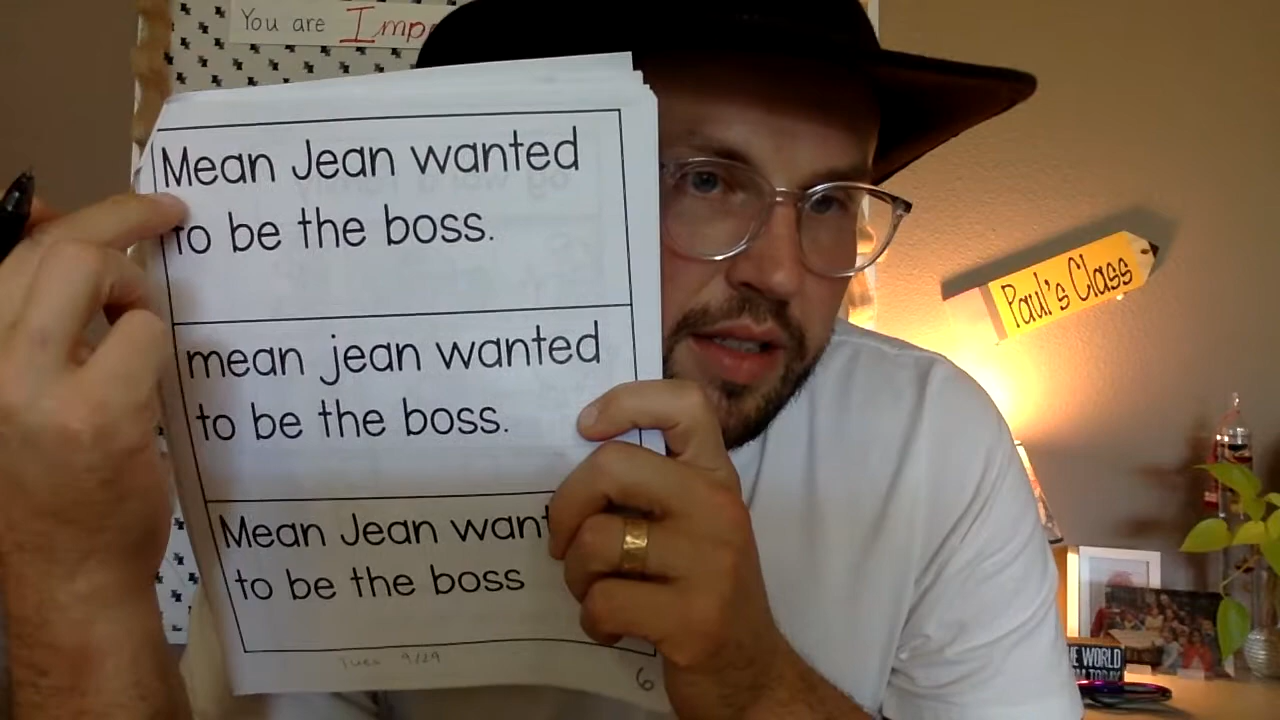 You are Imp
Mean Jean wanted
to be the boss.
mean jean wanted
to be the boss.
Mean Jean want
to be the boss
Tues 9/29
6
Paul's Class
E WORLD
M TODAY